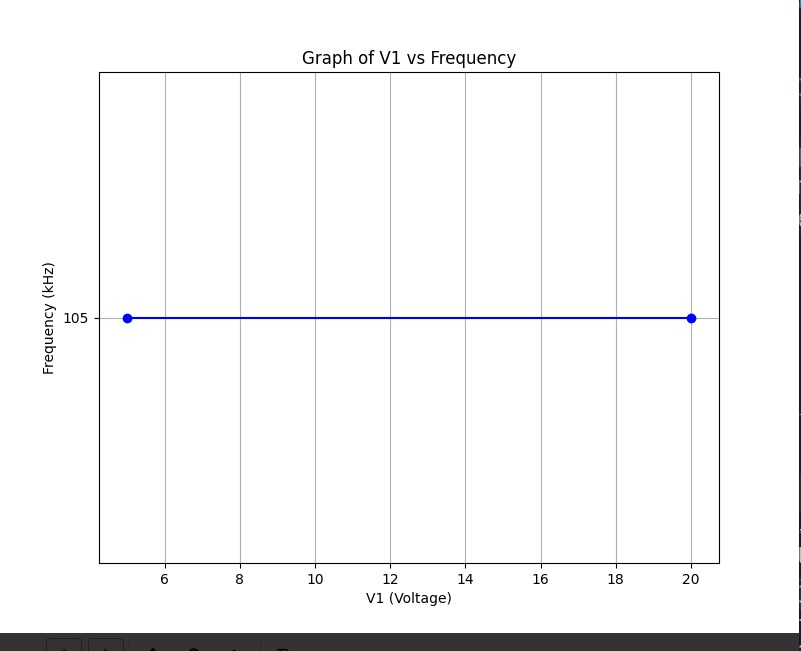 Graph of V1 vs Frequency
Frequency (kHz)
105
6 8 10 12 14 16 18 20
V1 (Voltage)